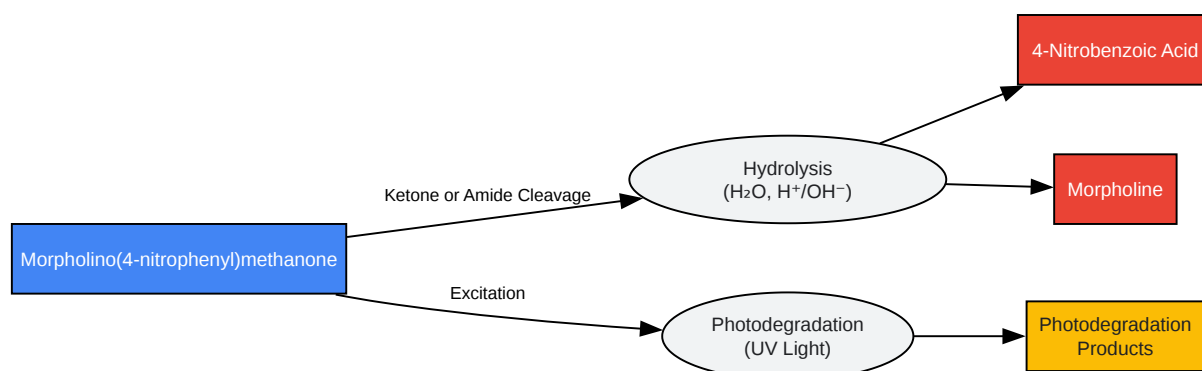 4-Nitrobenzoic Acid
Hydrolysis
(H₂O, H⁺/OH⁻)
Ketone or Amide Cleavage
Morpholine
Morpholino(4-nitrophenyl)methanone
Excitation
Photodegradation
(UV Light)
Photodegradation
Products